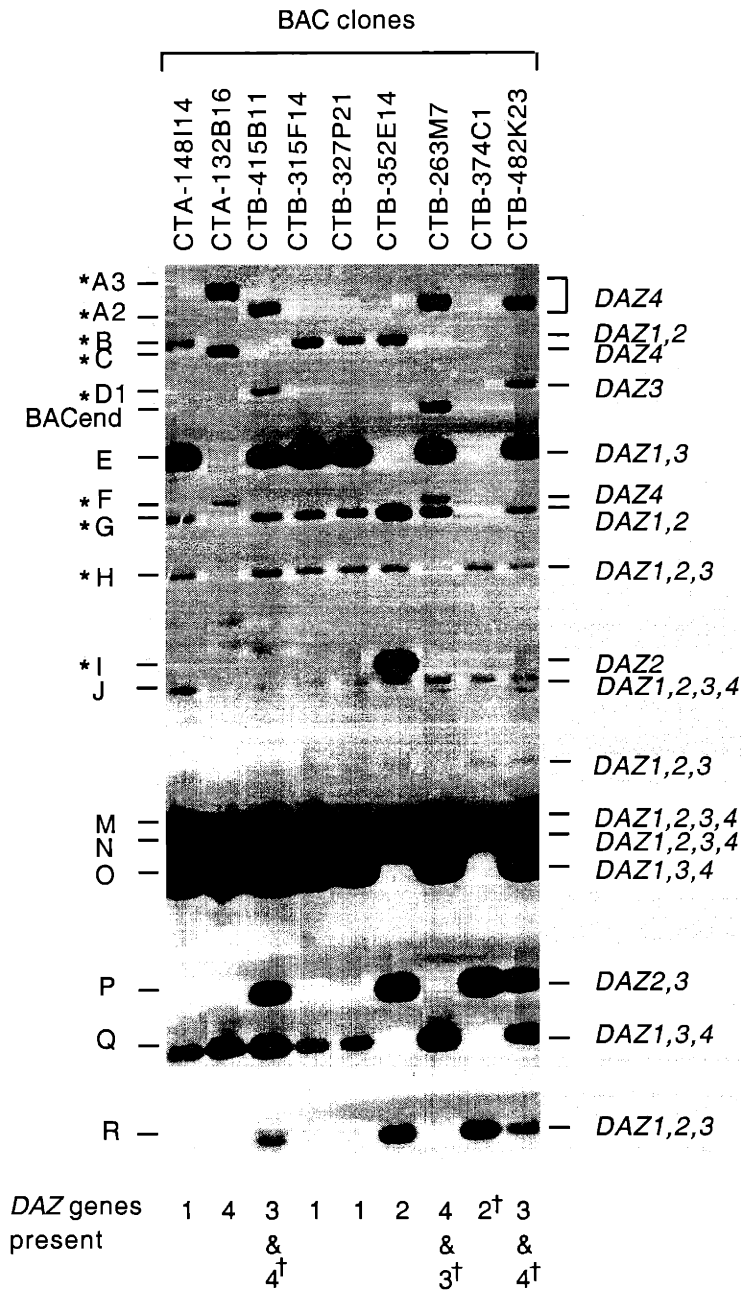 BAC clones
CTA-148I14
CTA-132B16
CTB-415B11
CTB-315F14
CTB-327P21
CTB-352E14
CTB-263M7
CTB-374C1
CTB-482K23
*A3
*A2
DAZ4
*B
DAZ1,2
*C
DAZ4
*D1
DAZ3
BACend
E
DAZ1,3
*F
DAZ4
*G
DAZ1,2
*H
DAZ1,2,3
*I
DAZ2
J
DAZ1,2,3,4
DAZ1,2,3
M
DAZ1,2,3,4
N
DAZ1,2,3,4
O
DAZ1,3,4
P
DAZ2,3
Q
DAZ1,3,4
R
DAZ1,2,3
DAZ genes 1 4 3 1 1 2 4 2† 3
present & & &
4† 3† 4†